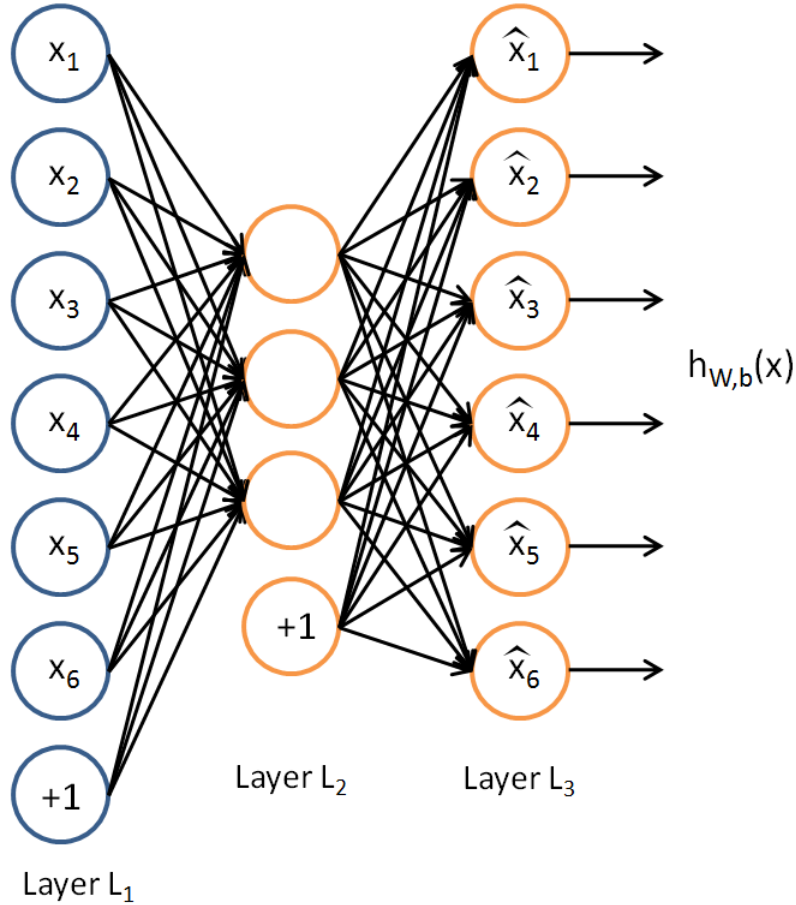 x₁
x₂
x₃
x₄
x₅
x₆
+1
Layer L₁
+1
Layer L₂
x̂₁
x̂₂
x̂₃
x̂₄
x̂₅
x̂₆
Layer L₃
h_{W,b}(x)